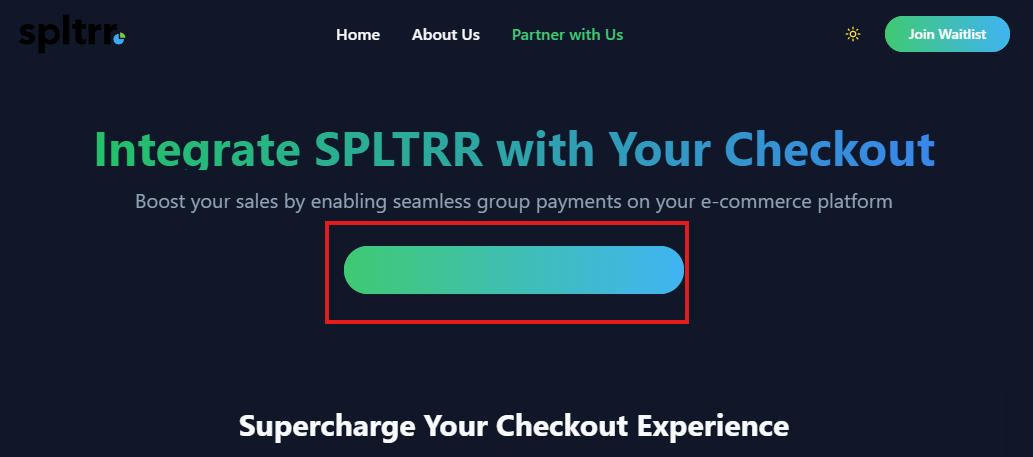 spltrr
Home About Us Partner with Us
Join Waitlist
Integrate SPLTRR with Your Checkout
Boost your sales by enabling seamless group payments on your e-commerce platform
Supercharge Your Checkout Experience